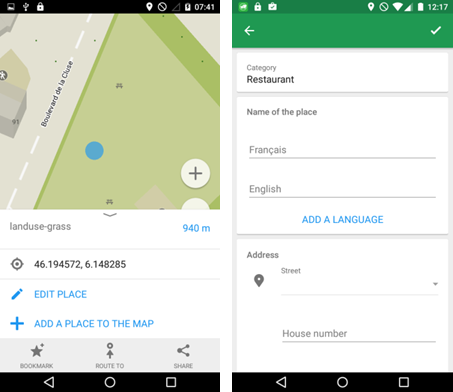 07:41
Boulevard de la Cluse
91
landuse-grass
940 m
46.194572, 6.148285
EDIT PLACE
ADD A PLACE TO THE MAP
BOOKMARK
ROUTE TO
SHARE
12:17
Category
Restaurant
Name of the place
Français
English
ADD A LANGUAGE
Address
Street
House number